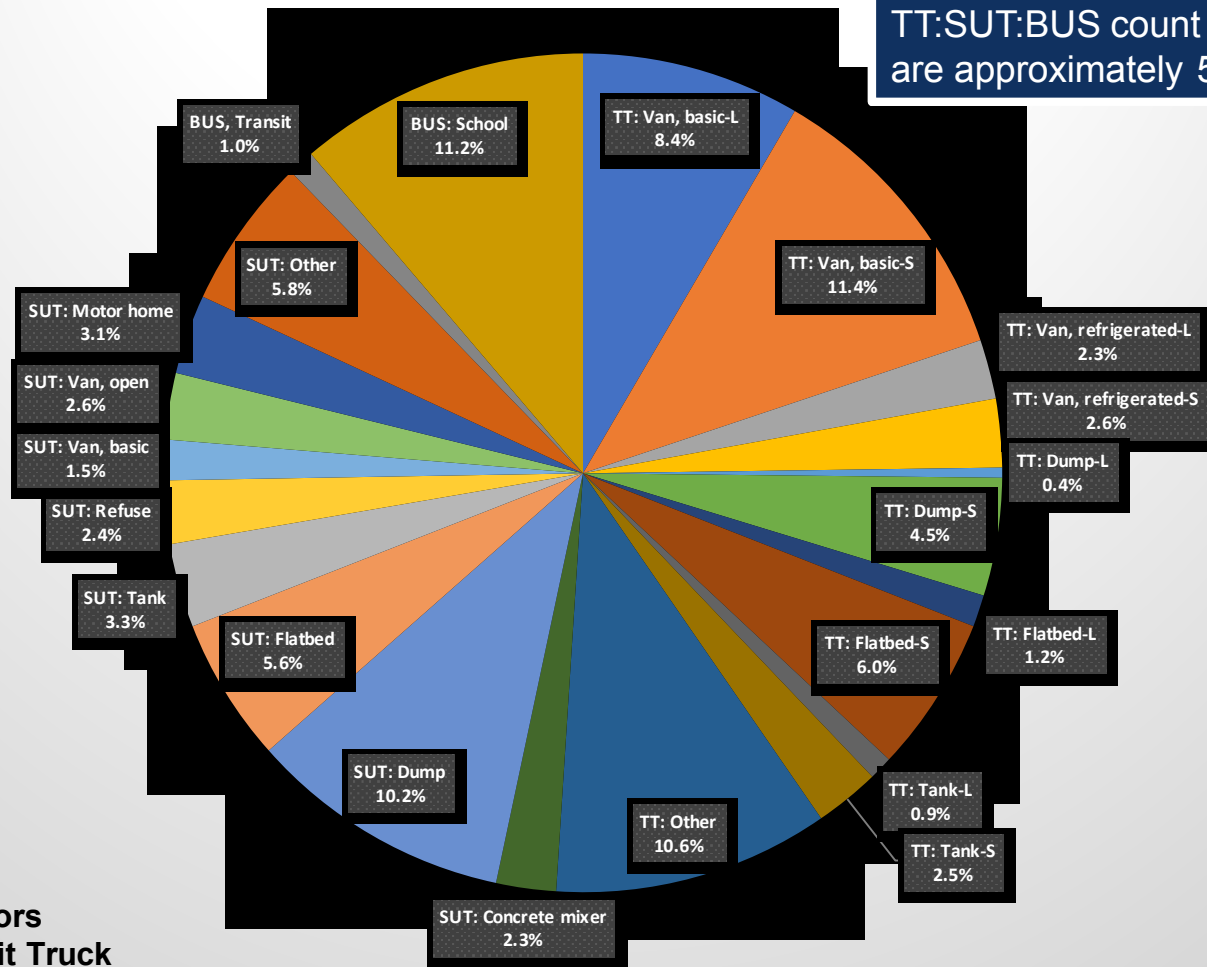 TT:SUT:BUS count
are approximately 5
BUS, Transit
1.0%
BUS: School
11.2%
TT: Van, basic-L
8.4%
SUT: Other
5.8%
TT: Van, basic-S
11.4%
SUT: Motor home
3.1%
TT: Van, refrigerated-L
2.3%
SUT: Van, open
2.6%
TT: Van, refrigerated-S
2.6%
SUT: Van, basic
1.5%
TT: Dump-L
0.4%
SUT: Refuse
2.4%
TT: Dump-S
4.5%
SUT: Tank
3.3%
SUT: Flatbed
5.6%
TT: Flatbed-S
6.0%
TT: Flatbed-L
1.2%
SUT: Dump
10.2%
TT: Tank-L
0.9%
TT: Other
10.6%
TT: Tank-S
2.5%
SUT: Concrete mixer
2.3%
ors
it Truck